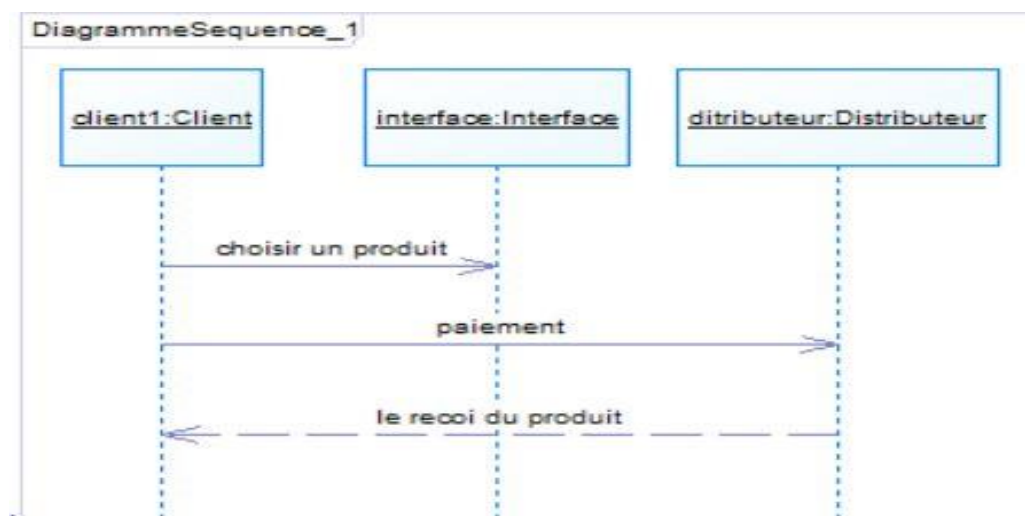 DiagrammeSequence_1
client1:Client
interface:Interface
ditributeur:Distributeur
choisir un produit
paiement
le recoi du produit